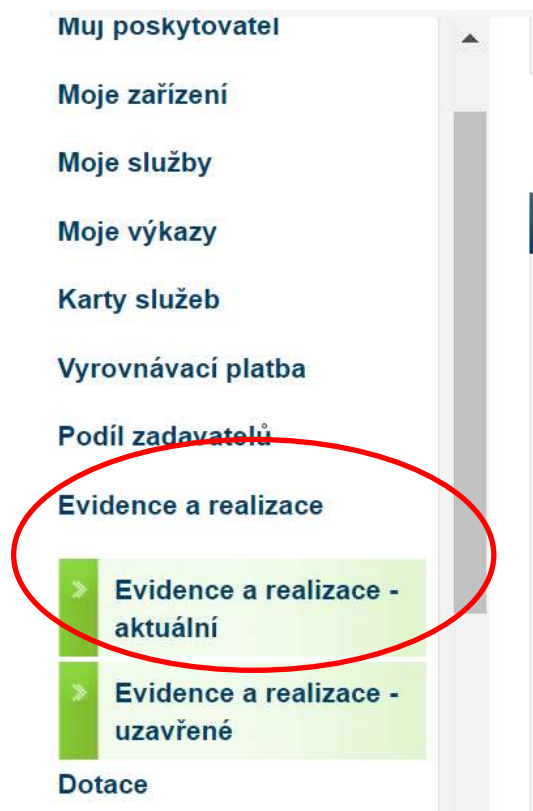 Muj poskytovatel
Moje zařízení
Moje služby
Moje výkazy
Karty služeb
Vyrovnávací platba
Podíl zadavatelů
Evidence a realizace
Evidence a realizace -
aktuální
Evidence a realizace -
uzavřené
Dotace